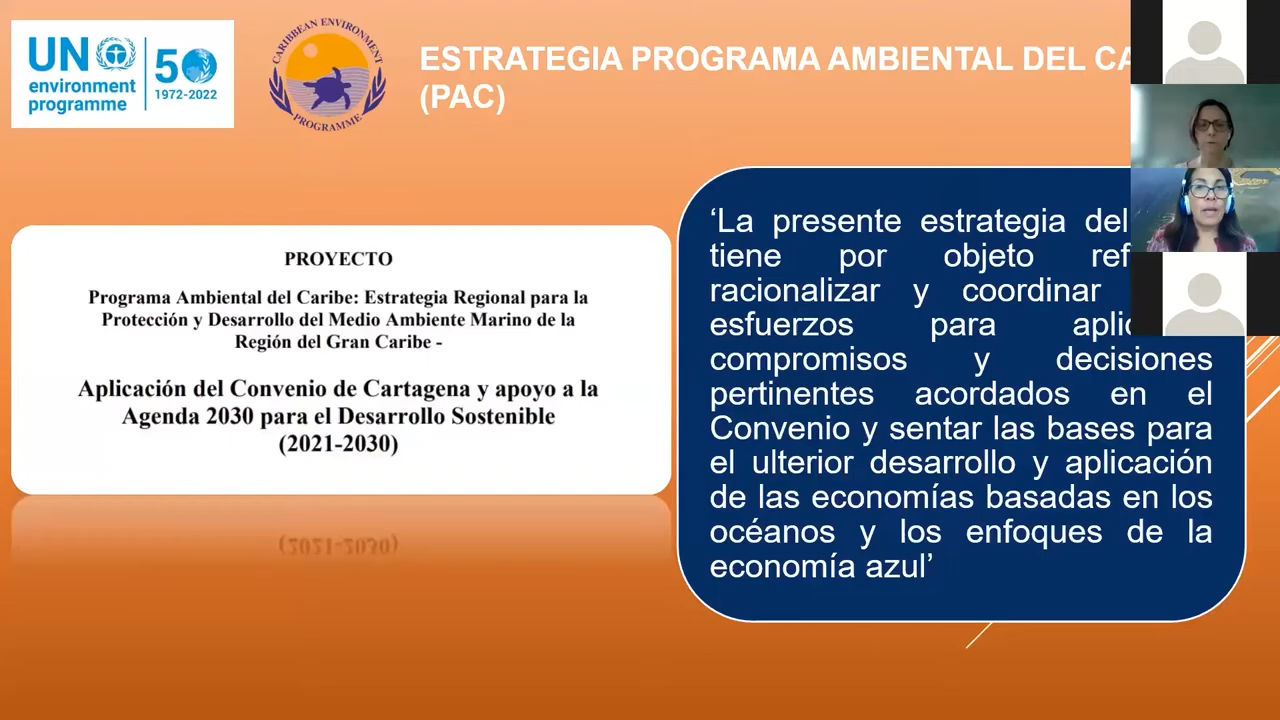 UN
environment
programme
50
1972-2022
CARIBBEAN ENVIRONMENT
PROGRAMME
ESTRATEGIA PROGRAMA AMBIENTAL DEL
(PAC)
PROYECTO
Programa Ambiental del Caribe: Estrategia Regional para la
Protección y Desarrollo del Medio Ambiente Marino de la
Región del Gran Caribe -
Aplicación del Convenio de Cartagena y apoyo a la
Agenda 2030 para el Desarrollo Sostenible
(2021-2030)
‘La presente estrategia del
tiene por objeto
racionalizar y coordinar
esfuerzos para
compromisos y decisiones
pertinentes acordados en el
Convenio y sentar las bases para
el ulterior desarrollo y aplicación
de las economías basadas en los
océanos y los enfoques de la
economía azul’